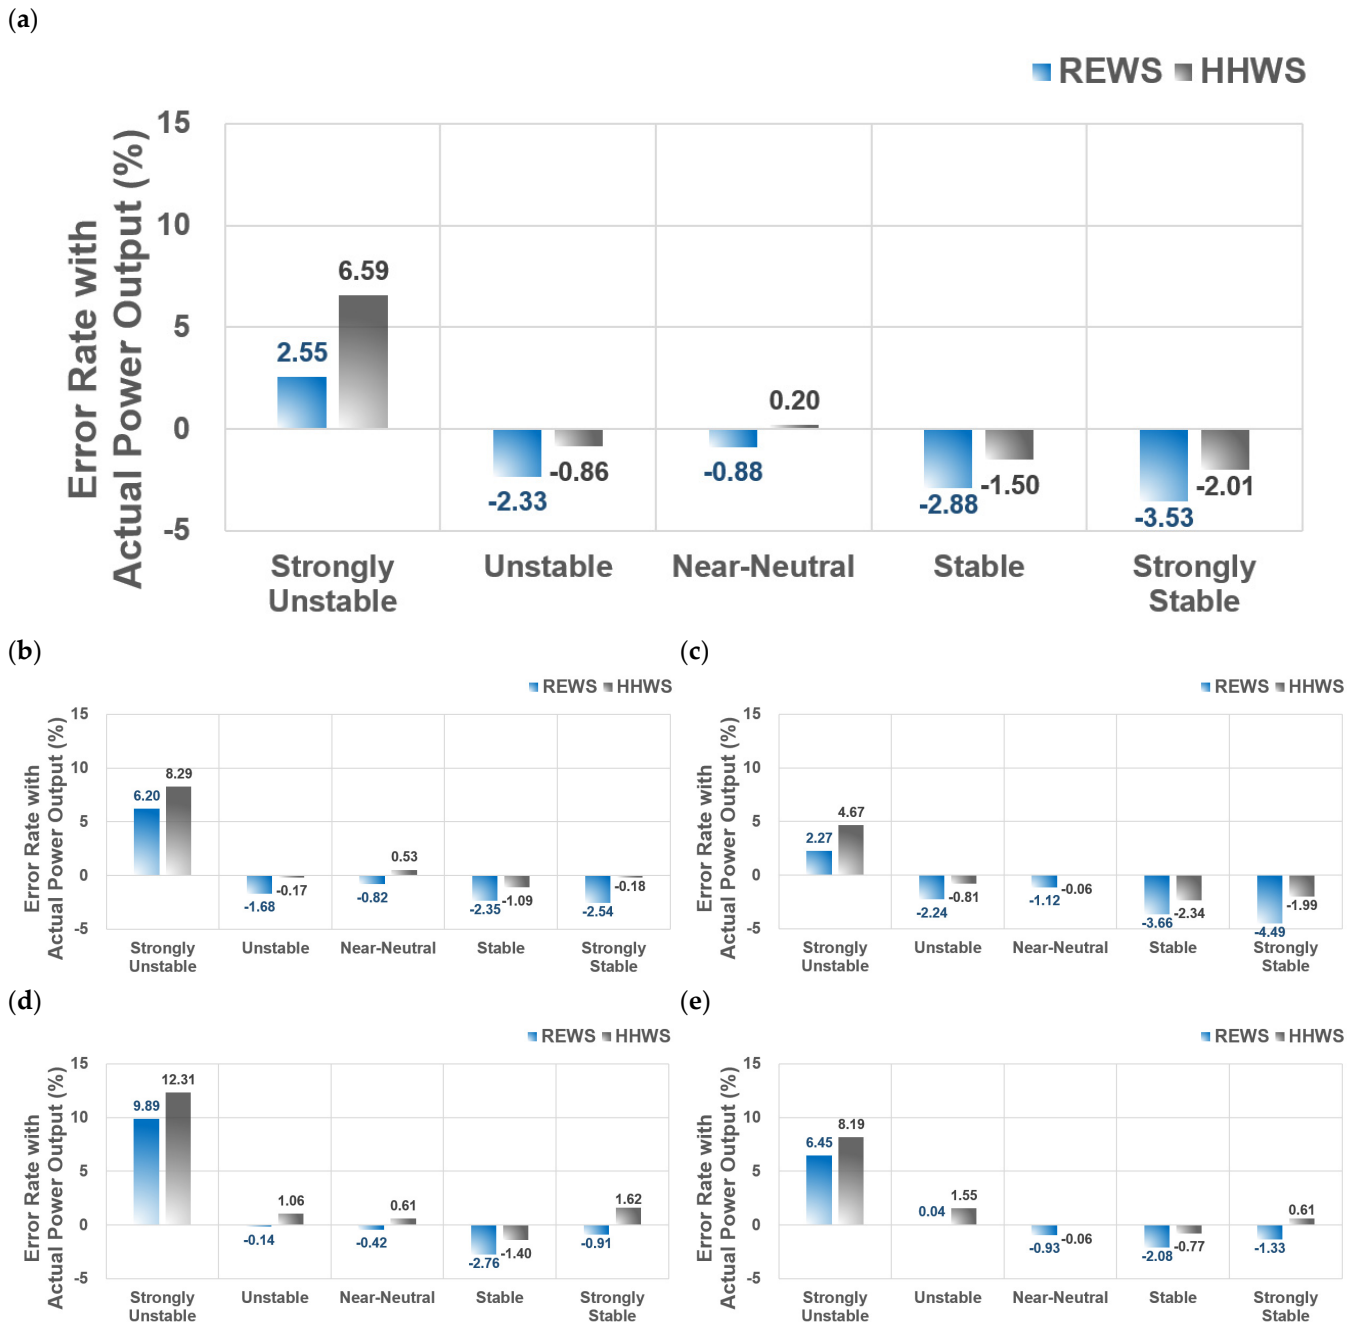 (a)
REWS HHWS
Error Rate with
Actual Power Output (%)
15
10
5
0
-5
2.55
6.59
-2.33
-0.86
-0.88
0.20
-2.88
-1.50
-3.53
-2.01
Strongly Unstable Near-Neutral Stable Strongly
Unstable Stable
(b)
REWS HHWS
Error Rate with
Actual Power Output (%)
15
10
5
0
-5
6.20
8.29
-1.68
-0.17
-0.82
0.53
-2.35
-1.09
-2.54
-0.18
Strongly Unstable Near-Neutral Stable Strongly
Unstable Stable
(c)
REWS HHWS
Error Rate with
Actual Power Output (%)
15
10
5
0
-5
2.27
4.67
-2.24
-0.81
-1.12
-0.06
-3.66
-2.34
-4.49
-1.99
Strongly Unstable Near-Neutral Stable Strongly
Unstable Stable
(d)
REWS HHWS
Error Rate with
Actual Power Output (%)
15
10
5
0
-5
9.89
12.31
-0.14
1.06
-0.42
0.61
-2.76
-1.40
-0.91
1.62
Strongly Unstable Near-Neutral Stable Strongly
Unstable Stable
(e)
REWS HHWS
Error Rate with
Actual Power Output (%)
15
10
5
0
-5
6.45
8.19
0.04
1.55
-0.93
-0.06
-2.08
-0.77
-1.33
0.61
Strongly Unstable Near-Neutral Stable Strongly
Unstable Stable